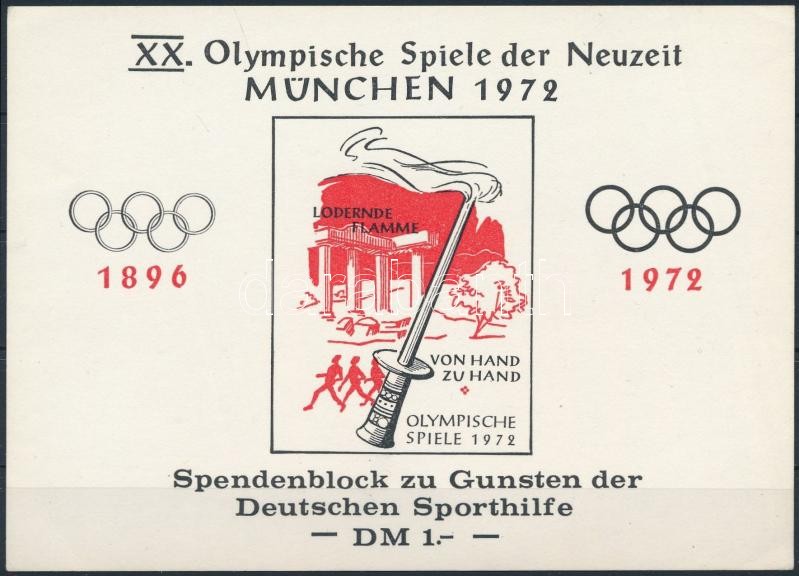 XX. Olympische Spiele der Neuzeit
MÜNCHEN 1972
LODERNDE
FLAMME
1896
1972
VON HAND
ZU HAND
OLYMPISCHE
SPIELE 1972
Spendenblock zu Gunsten der
Deutschen Sporthilfe
— DM 1.- —